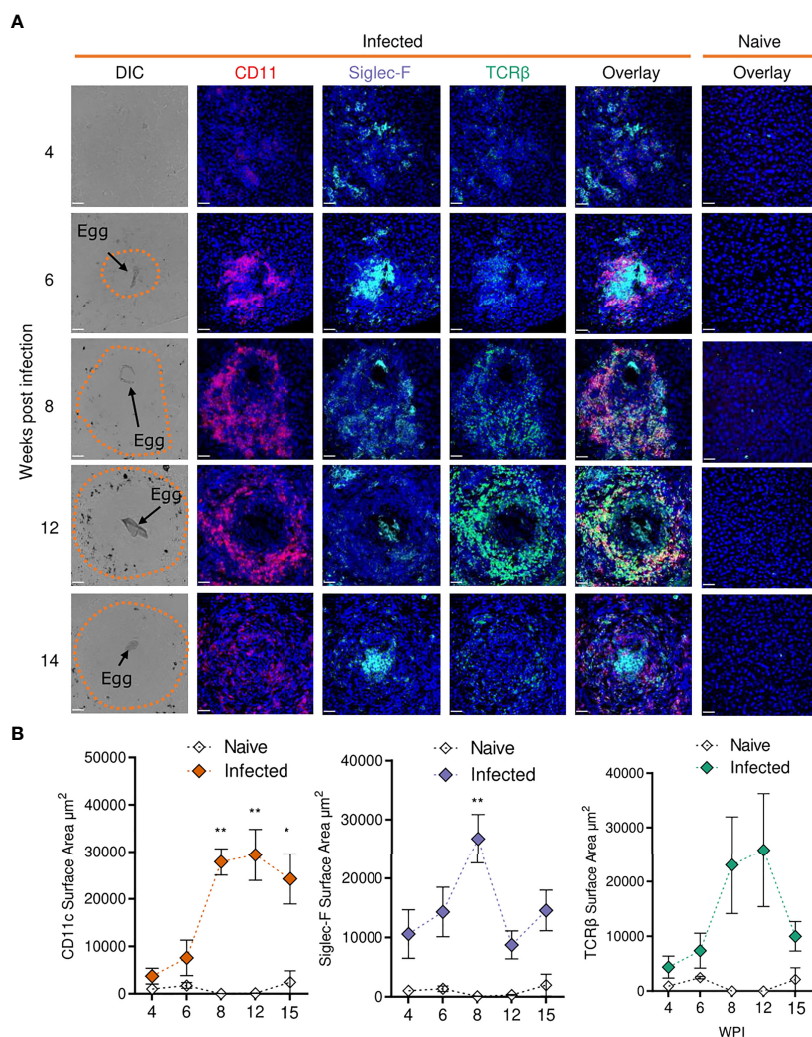 A
Infected Naive
DIC CD11 Siglec-F TCRβ Overlay Overlay
Weeks post infection
4
6
Egg
8
Egg
12
Egg
14
Egg
B
Naive
Infected
CD11c Surface Area µm²
50000
40000
30000
20000
10000
0
** ** *
4 6 8 12 15
Naive
Infected
Siglec-F Surface Area µm²
40000
30000
20000
10000
0
**
4 6 8 12 15
Naive
Infected
TCRβ Surface Area µm²
40000
30000
20000
10000
0
4 6 8 12 15
WPI